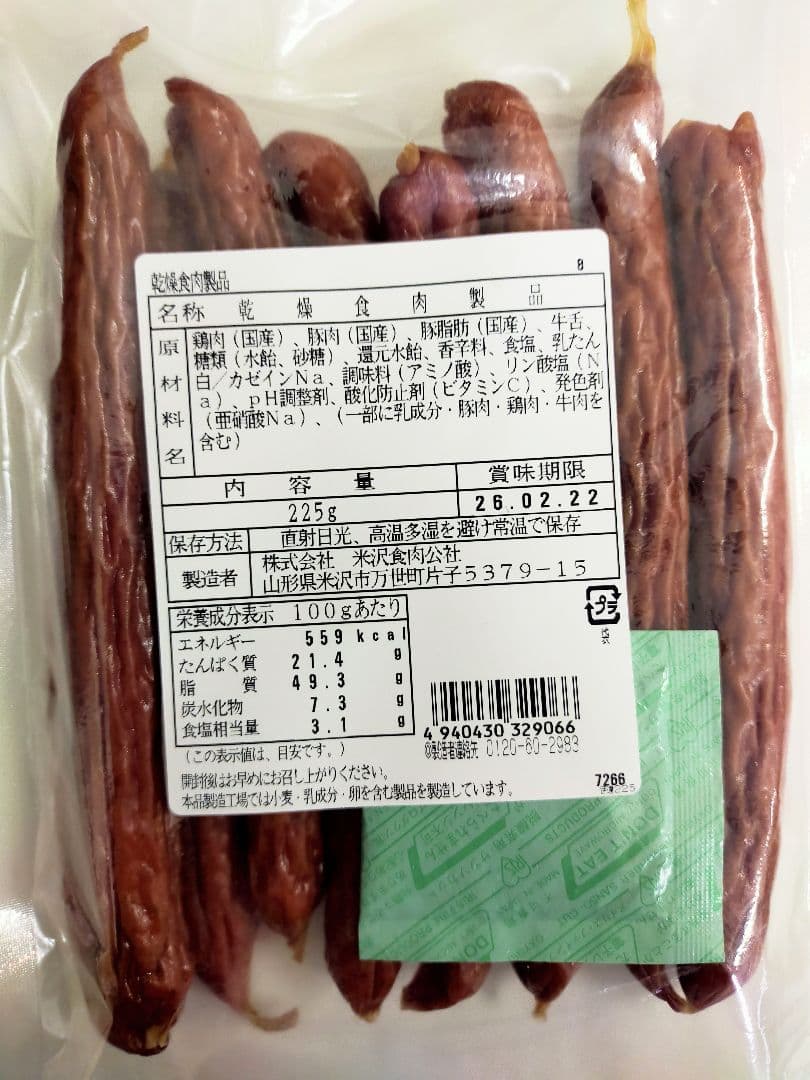 乾燥食肉製品
0
名称 乾燥食肉製品
原材料名
鶏肉（国産）、豚肉（国産）、豚脂肪（国産）、牛舌、
糖類（水飴、砂糖）、還元水飴、香辛料、食塩、乳たん
白／カゼインNa、調味料（アミノ酸）、リン酸塩（N
a）、pH調整剤、酸化防止剤（ビタミンC）、発色剤
（亜硝酸Na）、（一部に乳成分・豚肉・鶏肉・牛肉を
含む）
内容量 賞味期限
225g 26.02.22
保存方法 直射日光、高温多湿を避け常温で保存
製造者 株式会社 米沢食肉公社
山形県米沢市万世町片子5379-15
プラ
袋
栄養成分表示 100gあたり
エネルギー 559 kcal
たんぱく質 21.4 g
脂質 49.3 g
炭水化物 7.3 g
食塩相当量 3.1 g
（この表示値は、目安です。）
4 940430 329066
@製造者連絡先 0120-60-2983
開封後はお早めにお召し上がりください。
本品製造工場では小麦・乳成分・卵を含む製品を製造しています。
7266
DON'T EAT